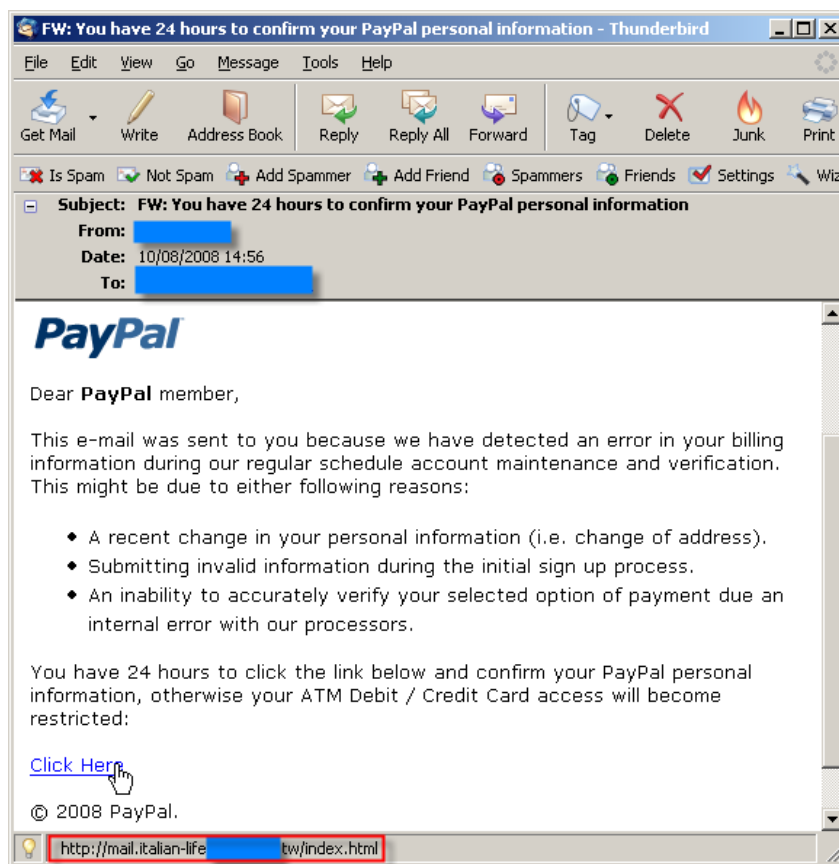 FW: You have 24 hours to confirm your PayPal personal information - Thunderbird
File Edit View Go Message Tools Help
Get Mail Write Address Book Reply Reply All Forward Tag Delete Junk Print
Is Spam Not Spam Add Spammer Add Friend Spammers Friends Settings Wiz
Subject: FW: You have 24 hours to confirm your PayPal personal information
From:
Date: 10/08/2008 14:56
To:
PayPal
Dear PayPal member,
This e-mail was sent to you because we have detected an error in your billing
information during our regular schedule account maintenance and verification.
This might be due to either following reasons:
• A recent change in your personal information (i.e. change of address).
• Submitting invalid information during the initial sign up process.
• An inability to accurately verify your selected option of payment due an
internal error with our processors.
You have 24 hours to click the link below and confirm your PayPal personal
information, otherwise your ATM Debit / Credit Card access will become
restricted:
Click Here
© 2008 PayPal.
http://mail.italian-life tw/index.html